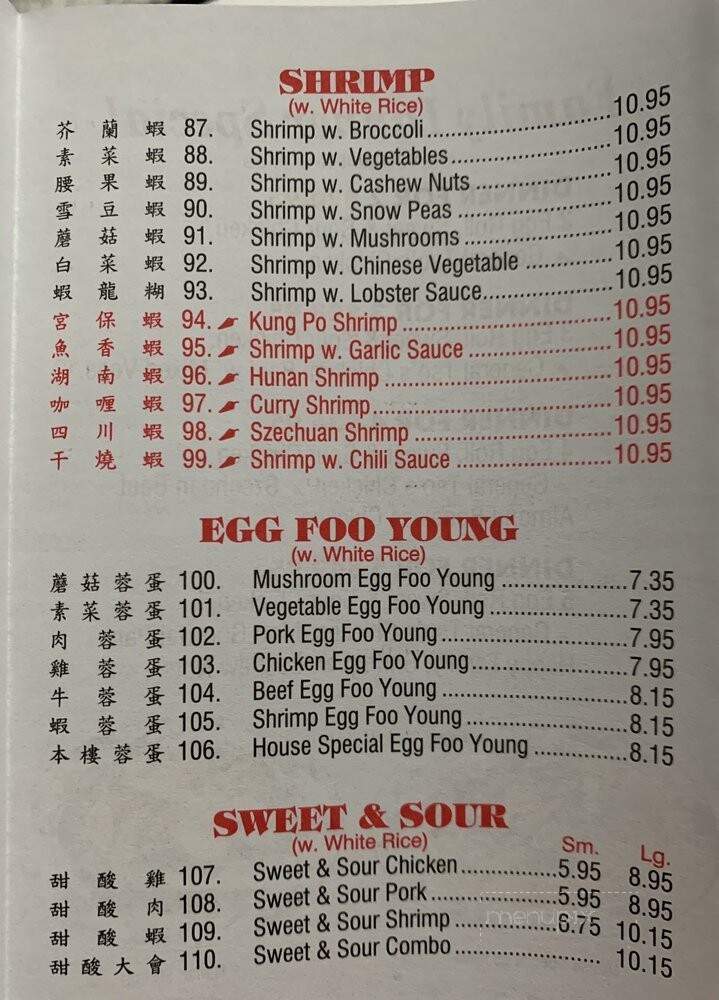 SHRIMP
(w. White Rice)
芥蘭蝦 87. Shrimp w. Broccoli 10.95
素菜蝦 88. Shrimp w. Vegetables 10.95
腰果蝦 89. Shrimp w. Cashew Nuts 10.95
雪豆蝦 90. Shrimp w. Snow Peas 10.95
蘑菇蝦 91. Shrimp w. Mushrooms 10.95
白菜蝦 92. Shrimp w. Chinese Vegetable 10.95
蝦龍糊 93. Shrimp w. Lobster Sauce 10.95
宮保蝦 94. Kung Po Shrimp 10.95
魚香蝦 95. Shrimp w. Garlic Sauce 10.95
湖南蝦 96. Hunan Shrimp 10.95
咖喱蝦 97. Curry Shrimp 10.95
四川蝦 98. Szechuan Shrimp 10.95
干燒蝦 99. Shrimp w. Chili Sauce 10.95
EGG FOO YOUNG
(w. White Rice)
蘑菇蓉蛋 100. Mushroom Egg Foo Young 7.35
素菜蓉蛋 101. Vegetable Egg Foo Young 7.35
肉蓉蛋 102. Pork Egg Foo Young 7.95
雞蓉蛋 103. Chicken Egg Foo Young 7.95
牛蓉蛋 104. Beef Egg Foo Young 8.15
蝦蓉蛋 105. Shrimp Egg Foo Young 8.15
本樓蓉蛋 106. House Special Egg Foo Young 8.15
SWEET & SOUR
(w. White Rice)
Sm. Lg.
甜酸雞 107. Sweet & Sour Chicken 5.95 8.95
甜酸肉 108. Sweet & Sour Pork 5.95 8.95
甜酸蝦 109. Sweet & Sour Shrimp 6.75 10.15
甜酸大會 110. Sweet & Sour Combo 10.15